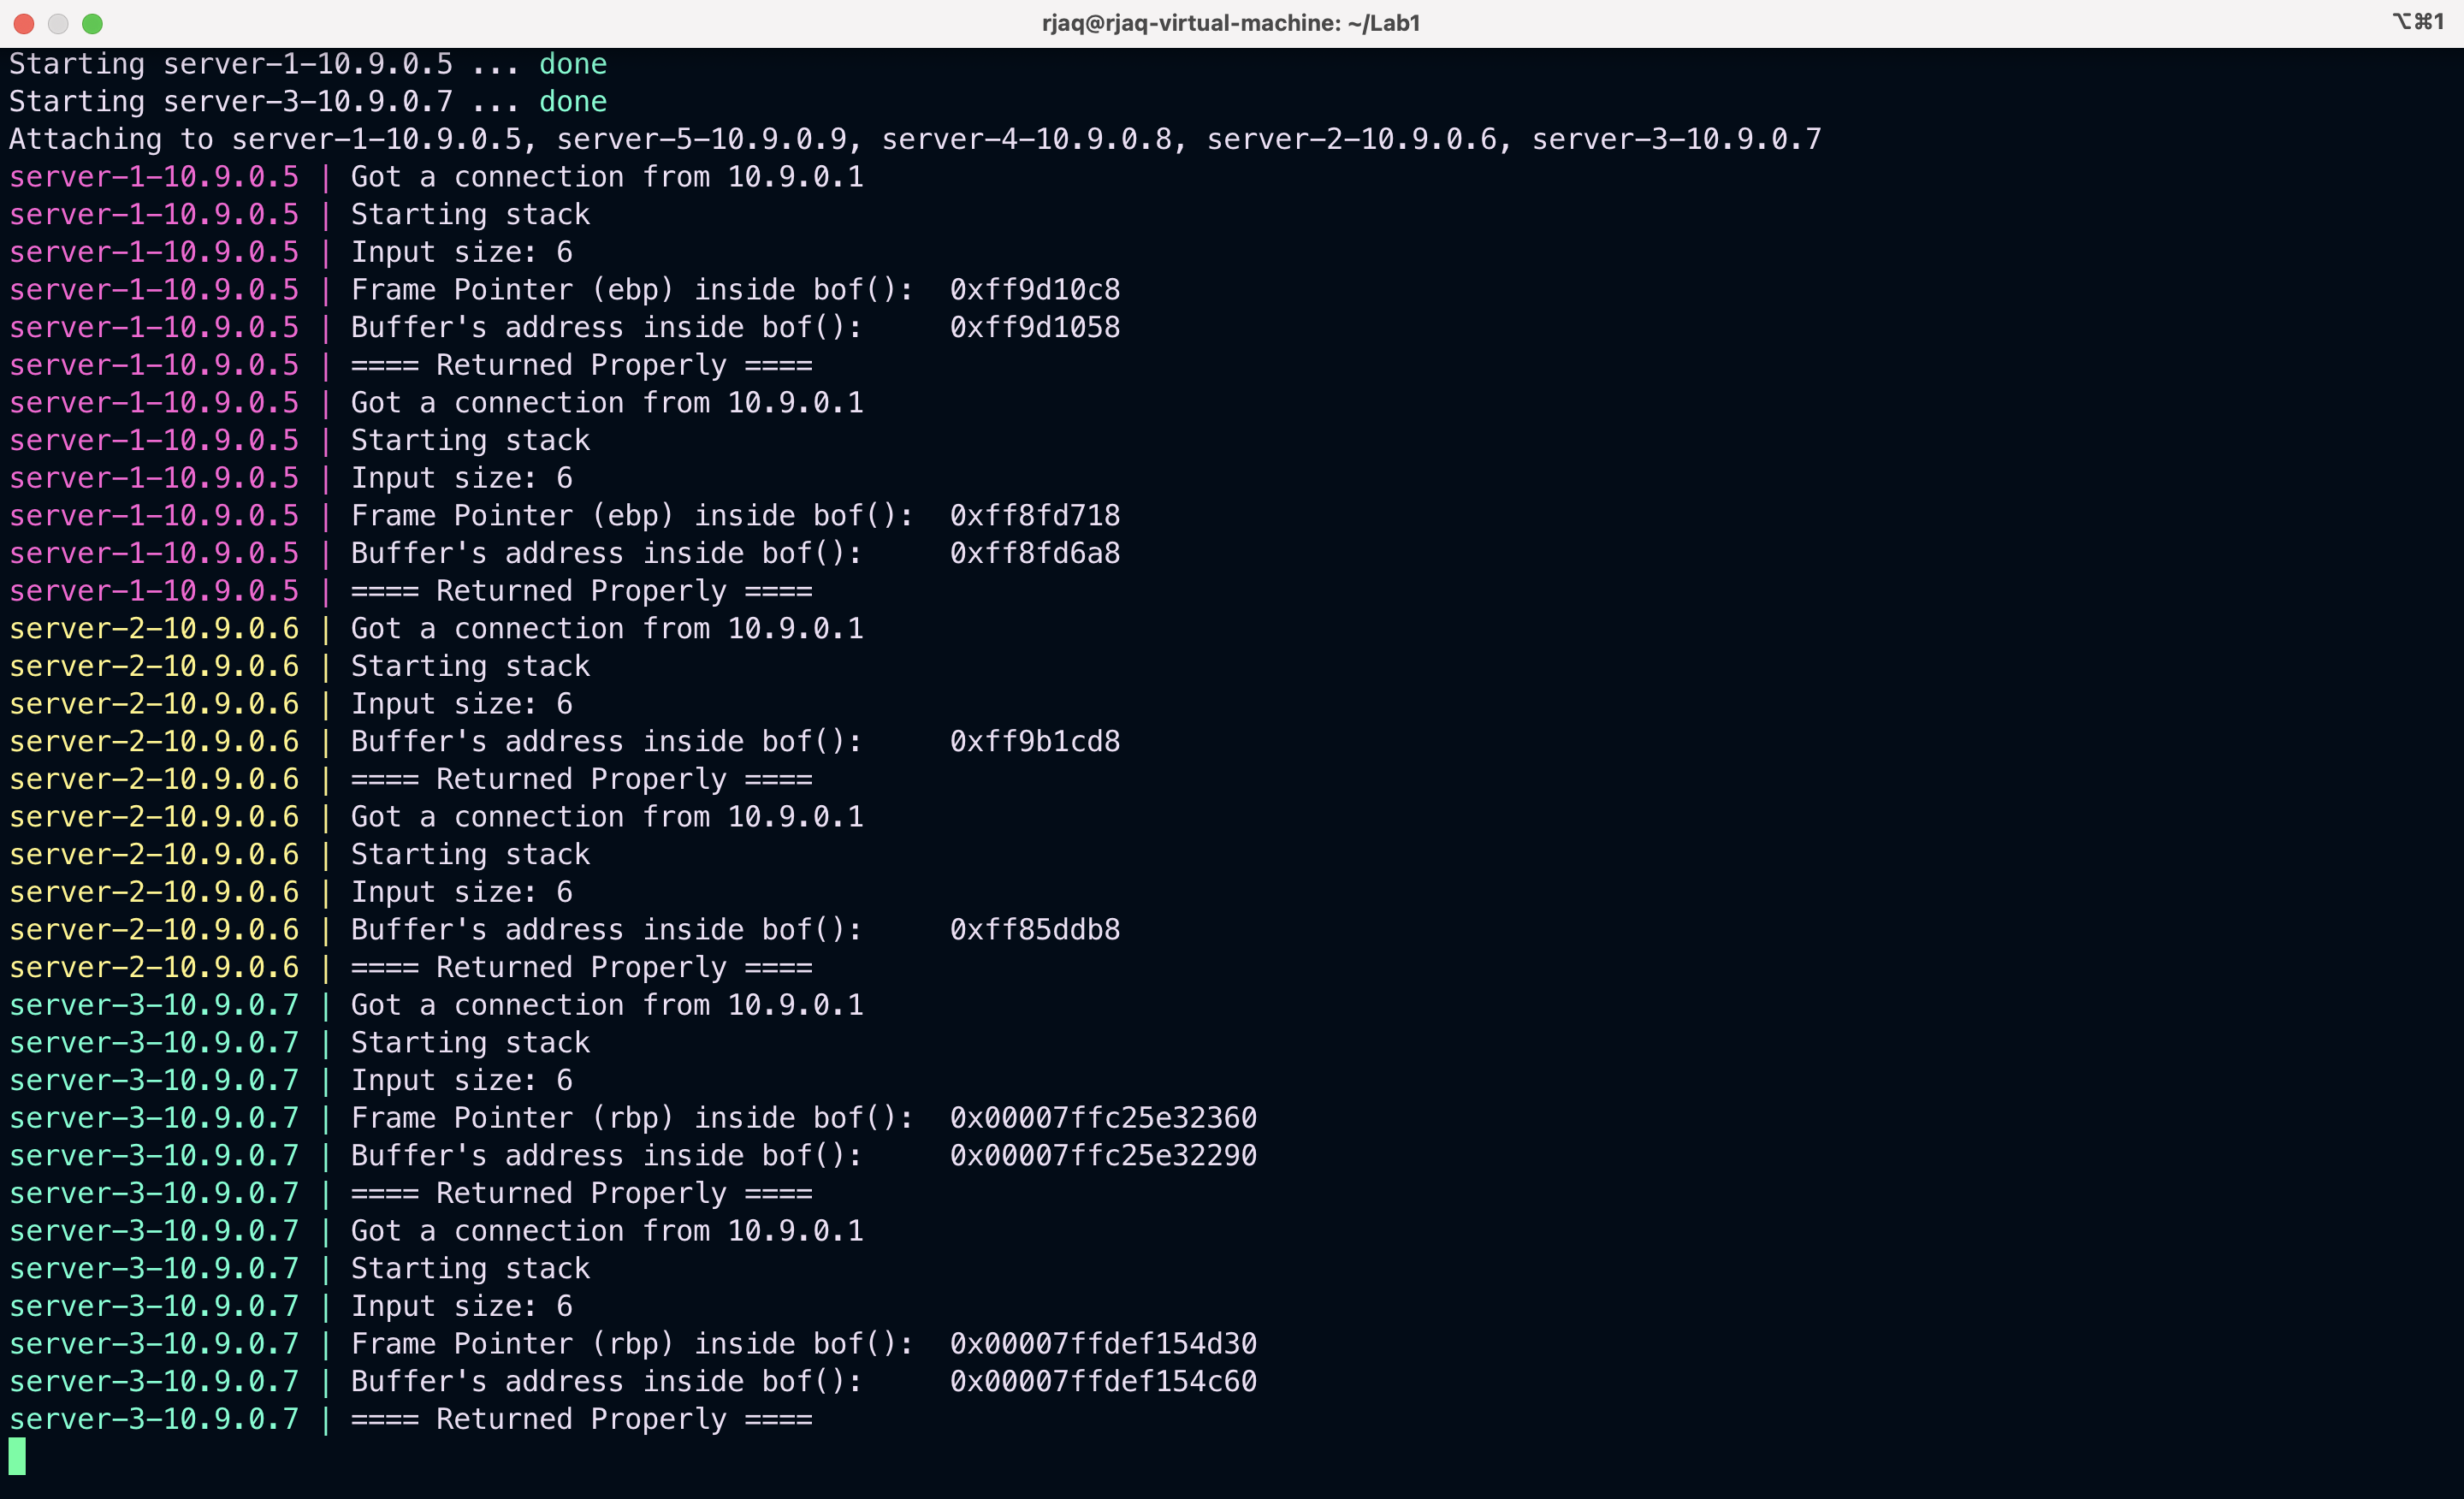 rjaq@rjaq-virtual-machine: ~/Lab1
⌥⌘1
Starting server-1-10.9.0.5 ... done
Starting server-3-10.9.0.7 ... done
Attaching to server-1-10.9.0.5, server-5-10.9.0.9, server-4-10.9.0.8, server-2-10.9.0.6, server-3-10.9.0.7
server-1-10.9.0.5 | Got a connection from 10.9.0.1
server-1-10.9.0.5 | Starting stack
server-1-10.9.0.5 | Input size: 6
server-1-10.9.0.5 | Frame Pointer (ebp) inside bof():  0xff9d10c8
server-1-10.9.0.5 | Buffer's address inside bof():     0xff9d1058
server-1-10.9.0.5 | ==== Returned Properly ====
server-1-10.9.0.5 | Got a connection from 10.9.0.1
server-1-10.9.0.5 | Starting stack
server-1-10.9.0.5 | Input size: 6
server-1-10.9.0.5 | Frame Pointer (ebp) inside bof():  0xff8fd718
server-1-10.9.0.5 | Buffer's address inside bof():     0xff8fd6a8
server-1-10.9.0.5 | ==== Returned Properly ====
server-2-10.9.0.6 | Got a connection from 10.9.0.1
server-2-10.9.0.6 | Starting stack
server-2-10.9.0.6 | Input size: 6
server-2-10.9.0.6 | Buffer's address inside bof():     0xff9b1cd8
server-2-10.9.0.6 | ==== Returned Properly ====
server-2-10.9.0.6 | Got a connection from 10.9.0.1
server-2-10.9.0.6 | Starting stack
server-2-10.9.0.6 | Input size: 6
server-2-10.9.0.6 | Buffer's address inside bof():     0xff85ddb8
server-2-10.9.0.6 | ==== Returned Properly ====
server-3-10.9.0.7 | Got a connection from 10.9.0.1
server-3-10.9.0.7 | Starting stack
server-3-10.9.0.7 | Input size: 6
server-3-10.9.0.7 | Frame Pointer (rbp) inside bof():  0x00007ffc25e32360
server-3-10.9.0.7 | Buffer's address inside bof():     0x00007ffc25e32290
server-3-10.9.0.7 | ==== Returned Properly ====
server-3-10.9.0.7 | Got a connection from 10.9.0.1
server-3-10.9.0.7 | Starting stack
server-3-10.9.0.7 | Input size: 6
server-3-10.9.0.7 | Frame Pointer (rbp) inside bof():  0x00007ffdef154d30
server-3-10.9.0.7 | Buffer's address inside bof():     0x00007ffdef154c60
server-3-10.9.0.7 | ==== Returned Properly ====